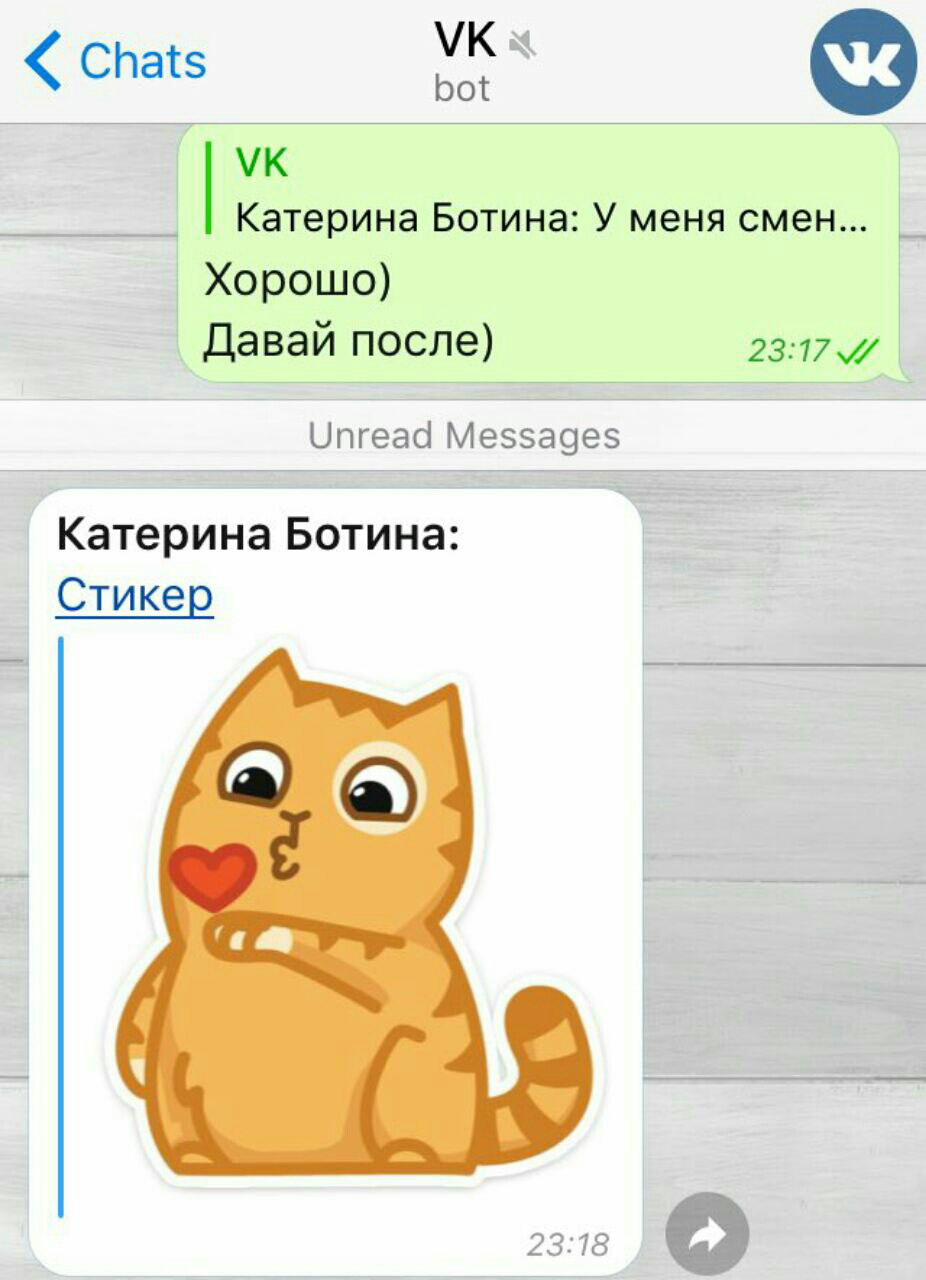 Chats
VK
bot
VK
Катерина Ботина: У меня смен...
Хорошо)
Давай после)
23:17
Unread Messages
Катерина Ботина:
Стикер
23:18